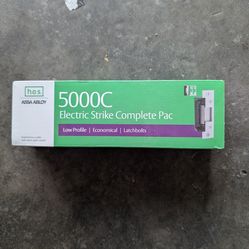 hes
ASSA ABLOY
5000C
Electric Strike Complete Pac
Low Profile | Economical | Latchbolts